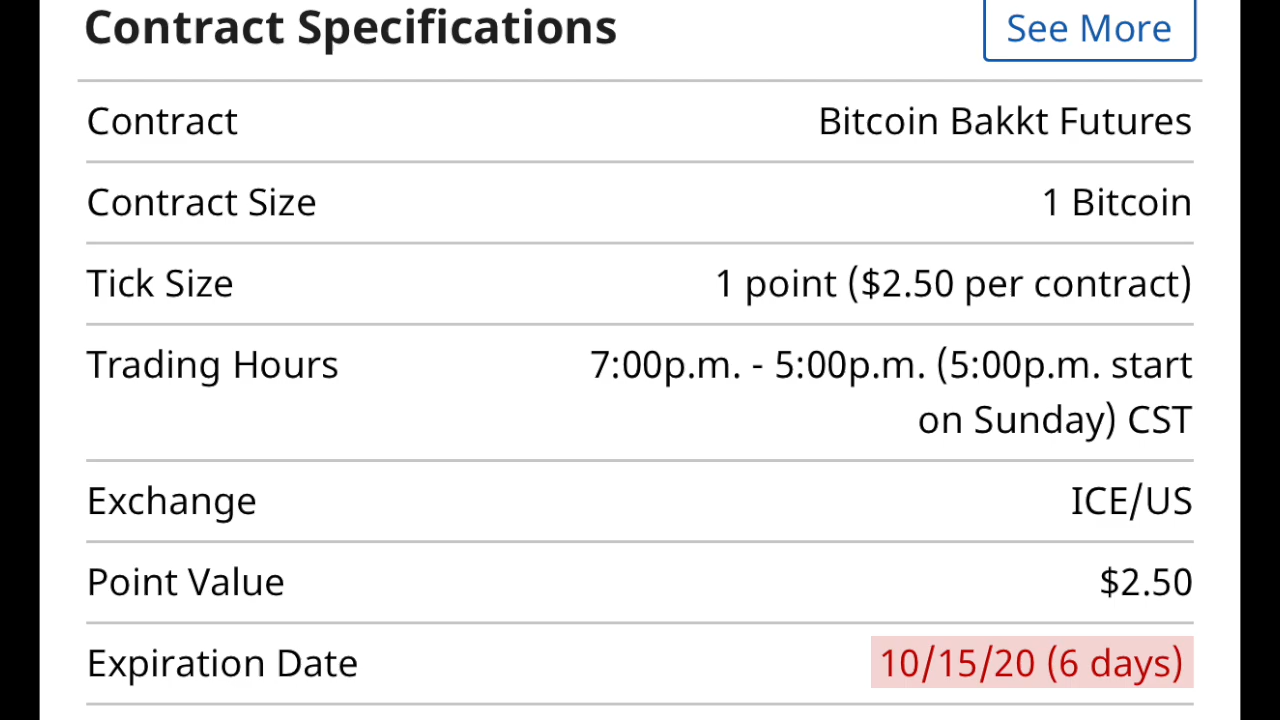 Contract Specifications
See More
Contract
Bitcoin Bakkt Futures
Contract Size
1 Bitcoin
Tick Size
1 point ($2.50 per contract)
Trading Hours
7:00p.m. - 5:00p.m. (5:00p.m. start
on Sunday) CST
Exchange
ICE/US
Point Value
$2.50
Expiration Date
10/15/20 (6 days)